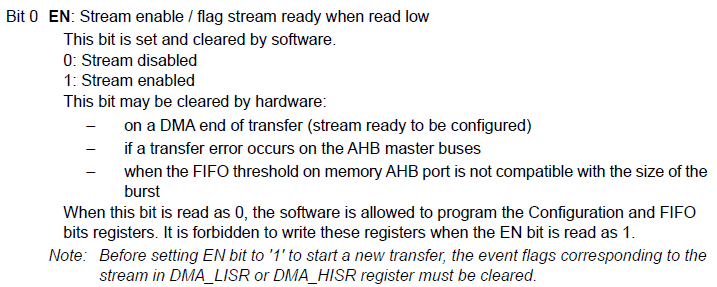 Bit 0 EN: Stream enable / flag stream ready when read low
This bit is set and cleared by software.
0: Stream disabled
1: Stream enabled
This bit may be cleared by hardware:
– on a DMA end of transfer (stream ready to be configured)
– if a transfer error occurs on the AHB master buses
– when the FIFO threshold on memory AHB port is not compatible with the size of the
burst
When this bit is read as 0, the software is allowed to program the Configuration and FIFO
bits registers. It is forbidden to write these registers when the EN bit is read as 1.
Note: Before setting EN bit to '1' to start a new transfer, the event flags corresponding to the
stream in DMA_LISR or DMA_HISR register must be cleared.